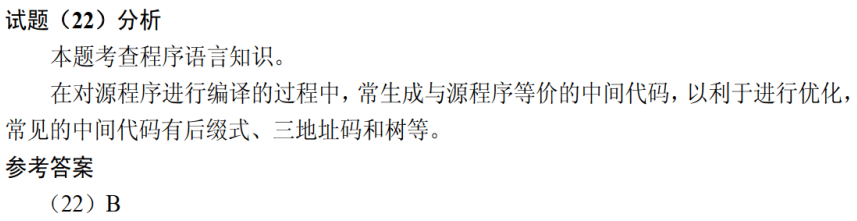 试题（22）分析
本题考查程序语言知识。
在对源程序进行编译的过程中，常生成与源程序等价的中间代码，以利于进行优化，
常见的中间代码有后缀式、三地址码和树等。
参考答案
（22）B